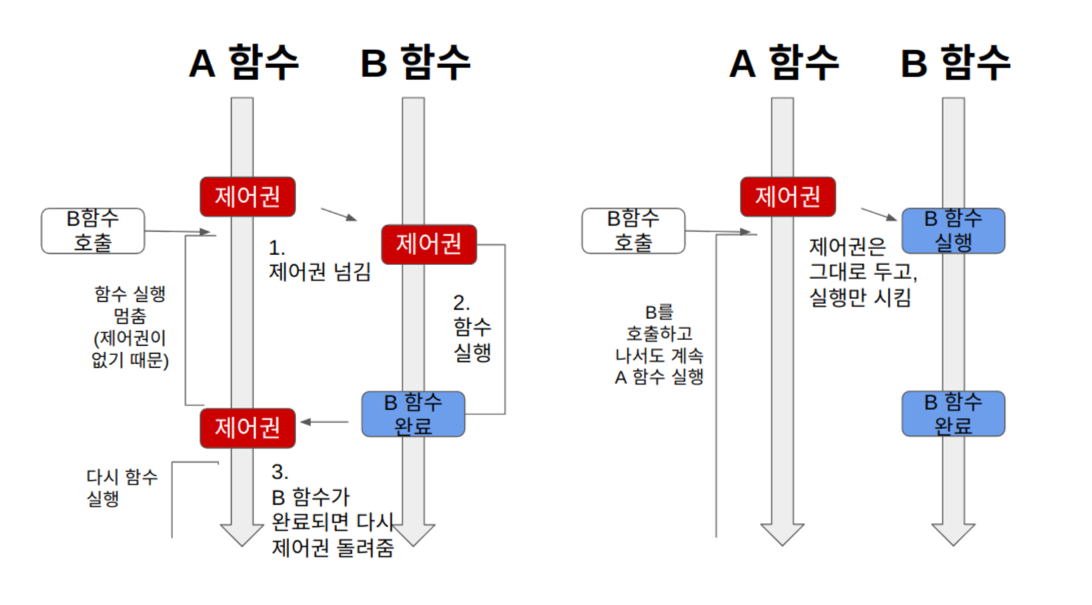 A 함수
B 함수
제어권
B함수
호출
제어권
1.
제어권 넘김
함수 실행
멈춤
(제어권이
없기 때문)
2.
함수
실행
B 함수
완료
제어권
다시 함수
실행
3.
B 함수가
완료되면 다시
제어권 돌려줌
A 함수
B 함수
제어권
B함수
호출
B 함수
실행
제어권은
그대로 두고,
실행만 시킴
B를
호출하고
나서도 계속
A 함수 실행
B 함수
완료